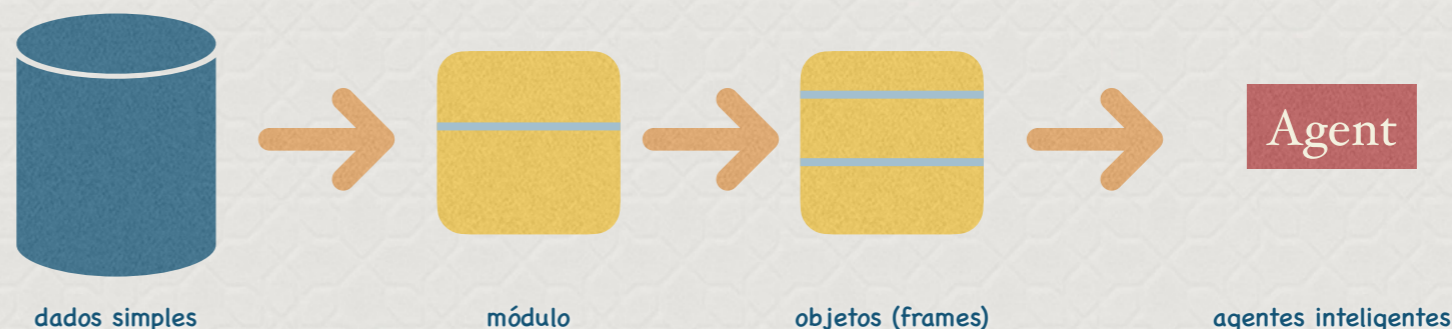 Agent
dados simples
módulo
objetos (frames)
agentes inteligentes